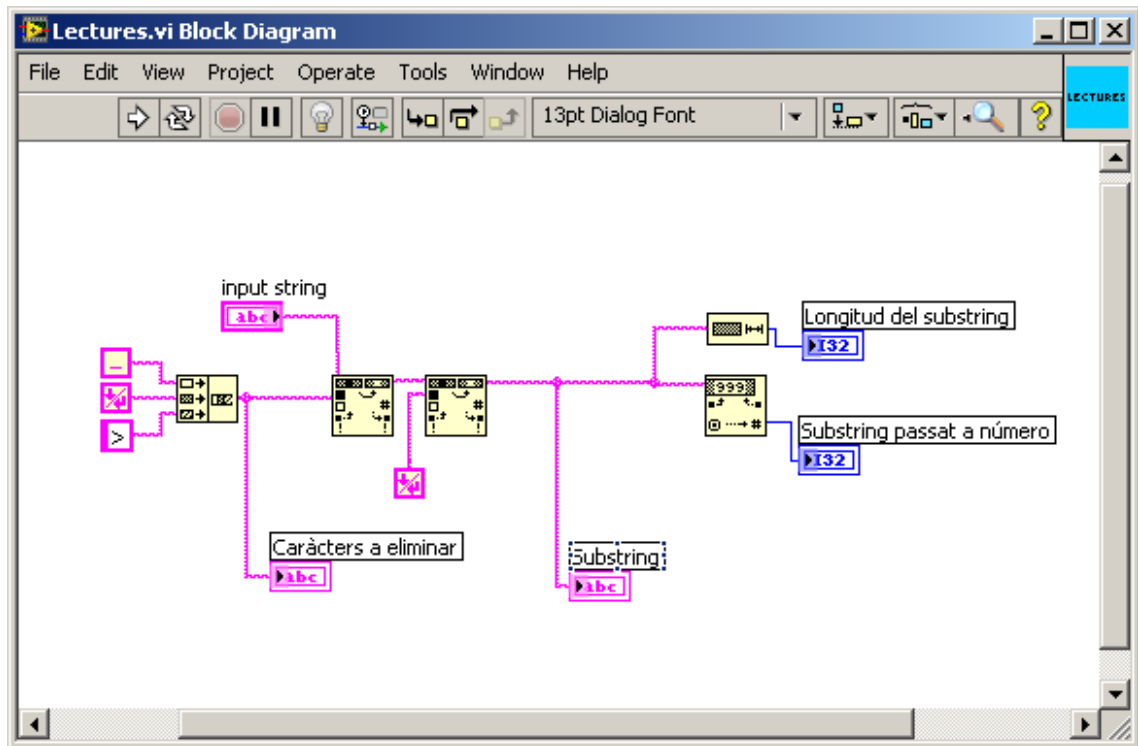 Lectures.vi Block Diagram
File Edit View Project Operate Tools Window Help
13pt Dialog Font
LECTURES
input string
abc
Longitud del substring
I32
_
>
999
#
#
#
Substring passat a número
I32
Caràcters a eliminar
abc
Substring
abc